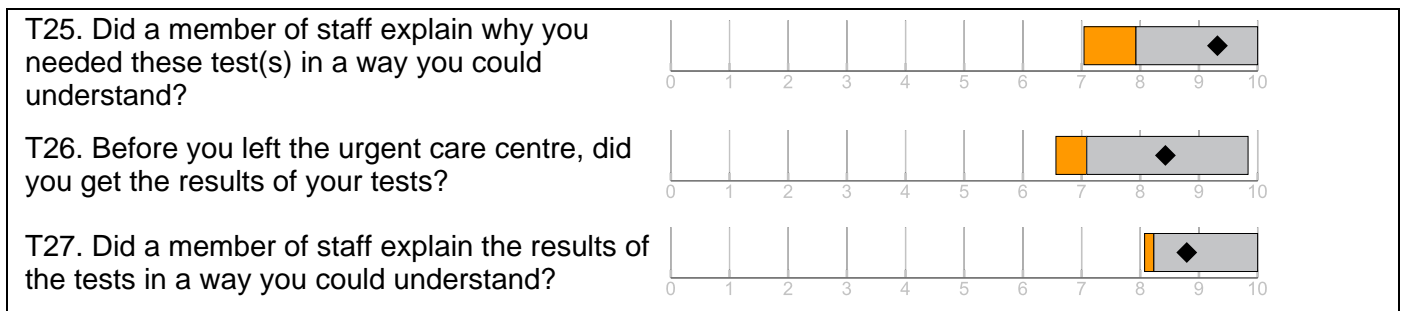 T25. Did a member of staff explain why you
needed these test(s) in a way you could
understand?
0 1 2 3 4 5 6 7 8 9 10
T26. Before you left the urgent care centre, did
you get the results of your tests?
0 1 2 3 4 5 6 7 8 9 10
T27. Did a member of staff explain the results of
the tests in a way you could understand?
0 1 2 3 4 5 6 7 8 9 10